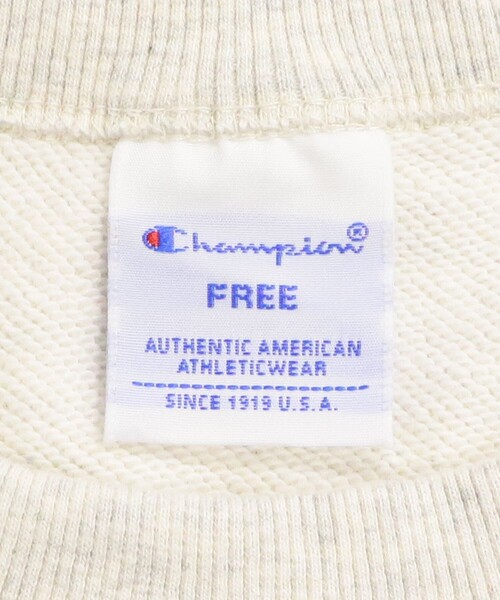 Champion®
FREE
AUTHENTIC AMERICAN
ATHLETICWEAR
SINCE 1919 U.S.A.